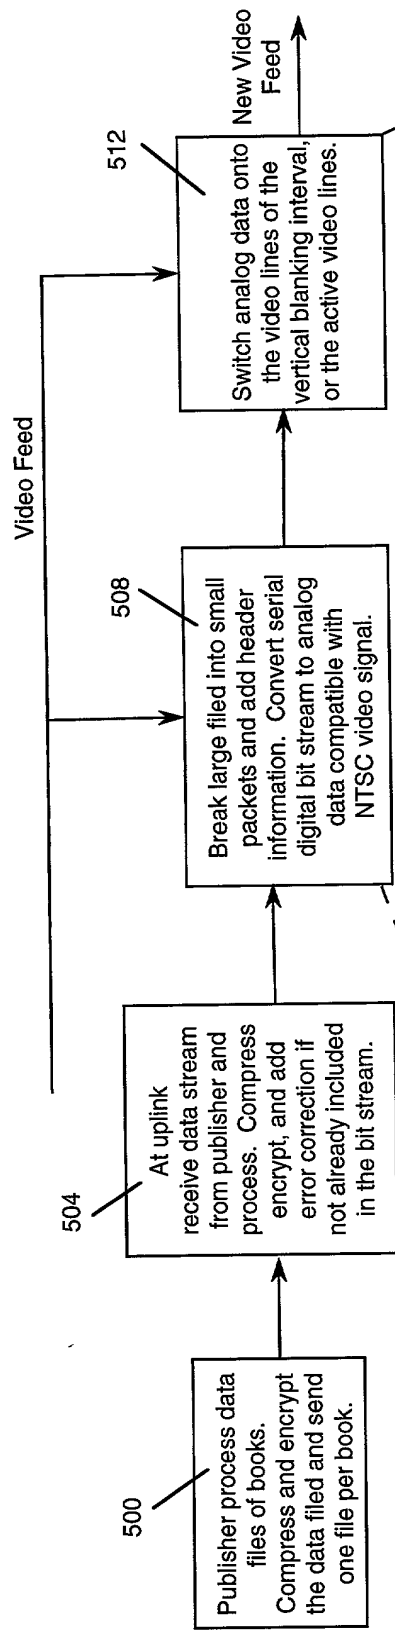 500
Publisher process data
files of books.
Compress and encrypt
the data filed and send
one file per book.
504
At uplink
receive data stream
from publisher and
process. Compress
encrypt, and add
error correction if
not already included
in the bit stream.
Video Feed
508
Break large filed into small
packets and add header
information. Convert serial
digital bit stream to analog
data compatible with
NTSC video signal.
512
Switch analog data onto
the video lines of the
vertical blanking interval,
or the active video lines.
New Video
Feed